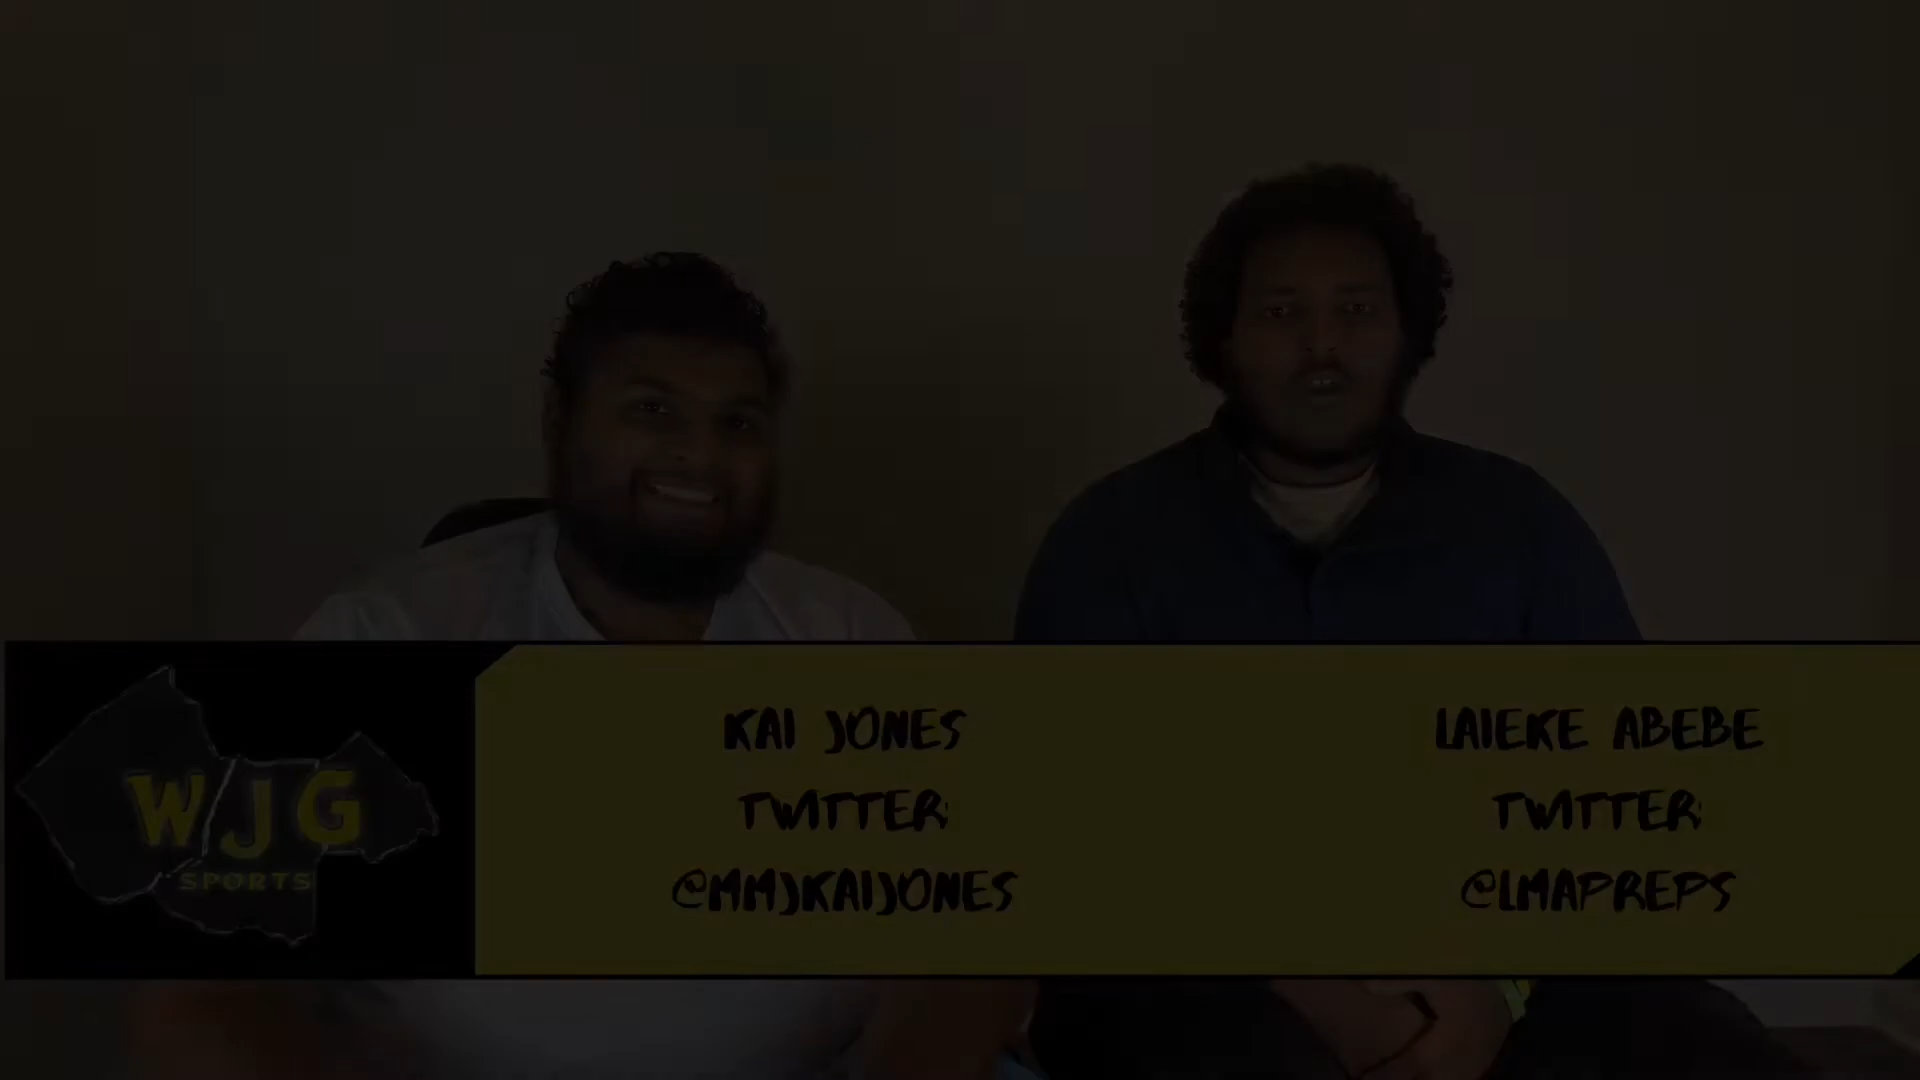 WJG
SPORTS
KAI JONES
TWITTER:
@MMJKAIJONES
LAIEKE ABEBE
TWITTER:
@LMAPREPS